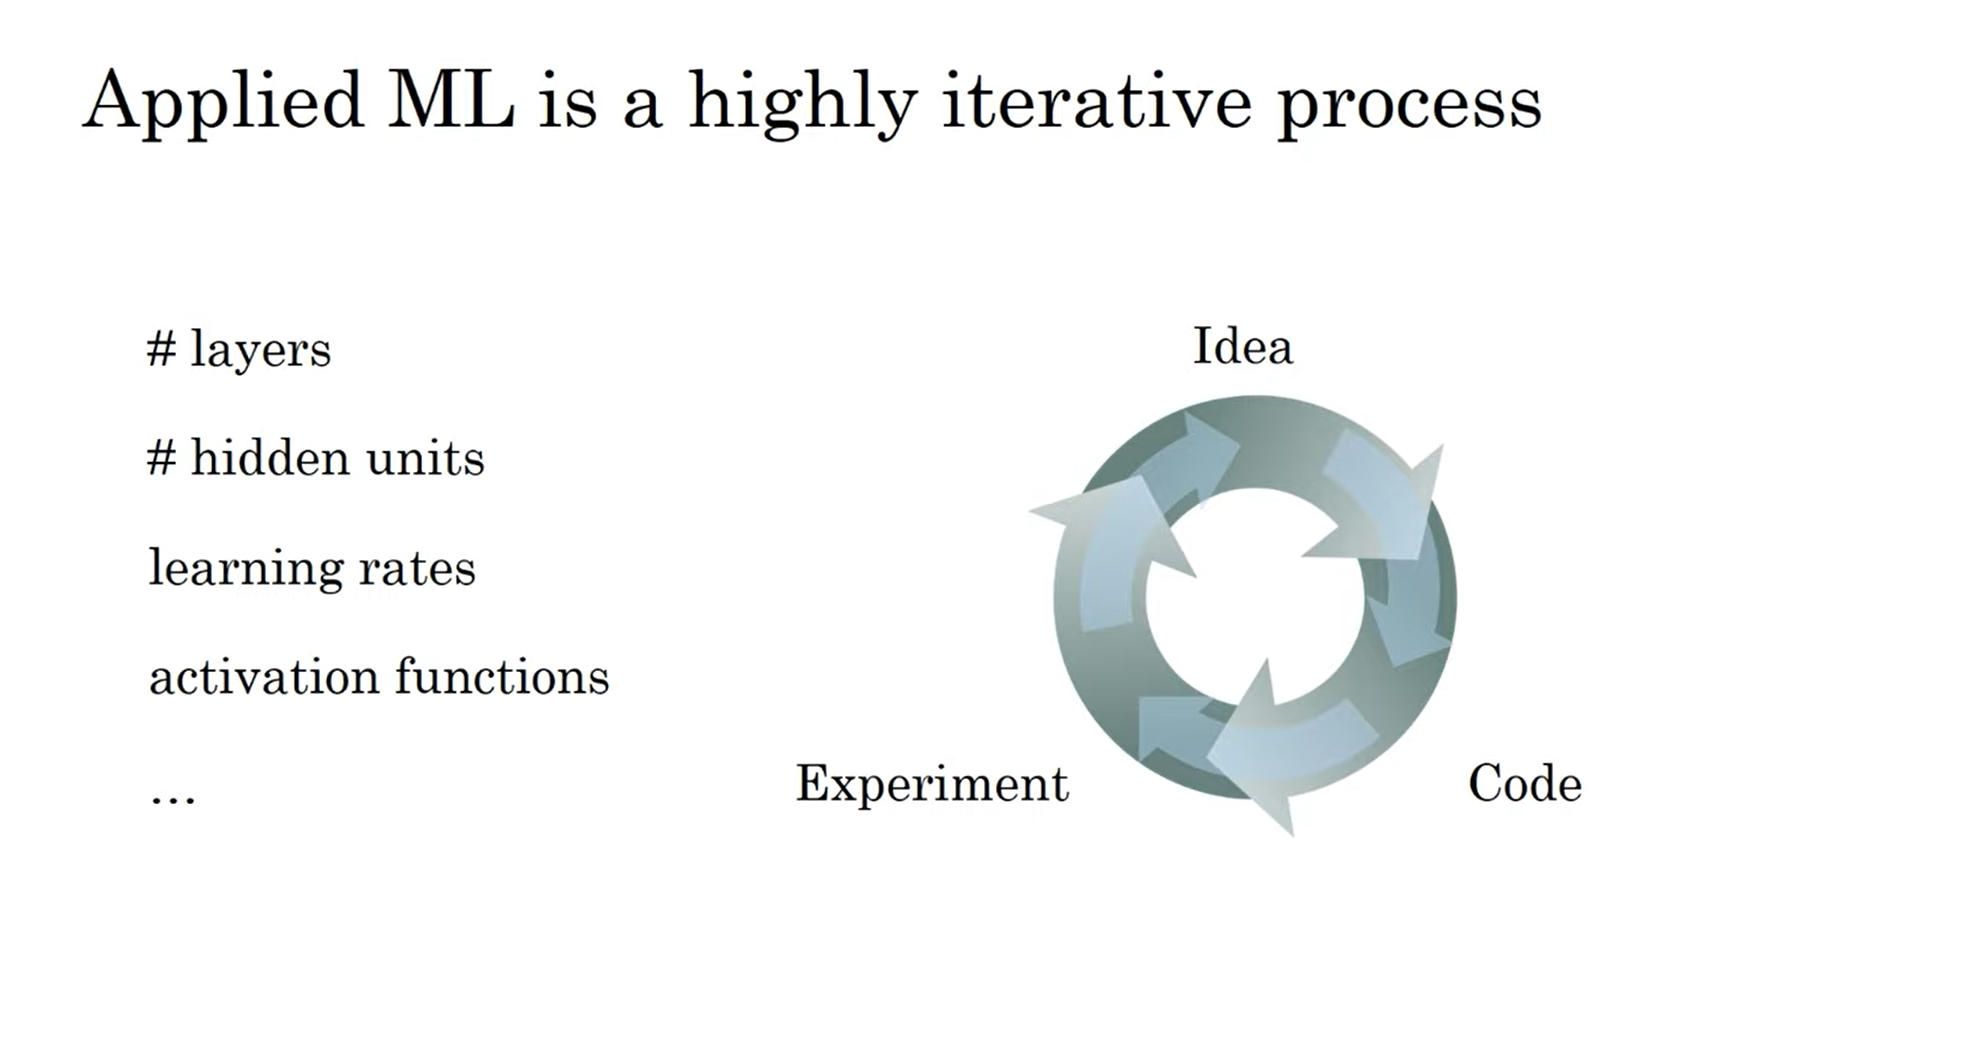 Applied ML is a highly iterative process
# layers
# hidden units
learning rates
activation functions
...
Idea
Experiment
Code